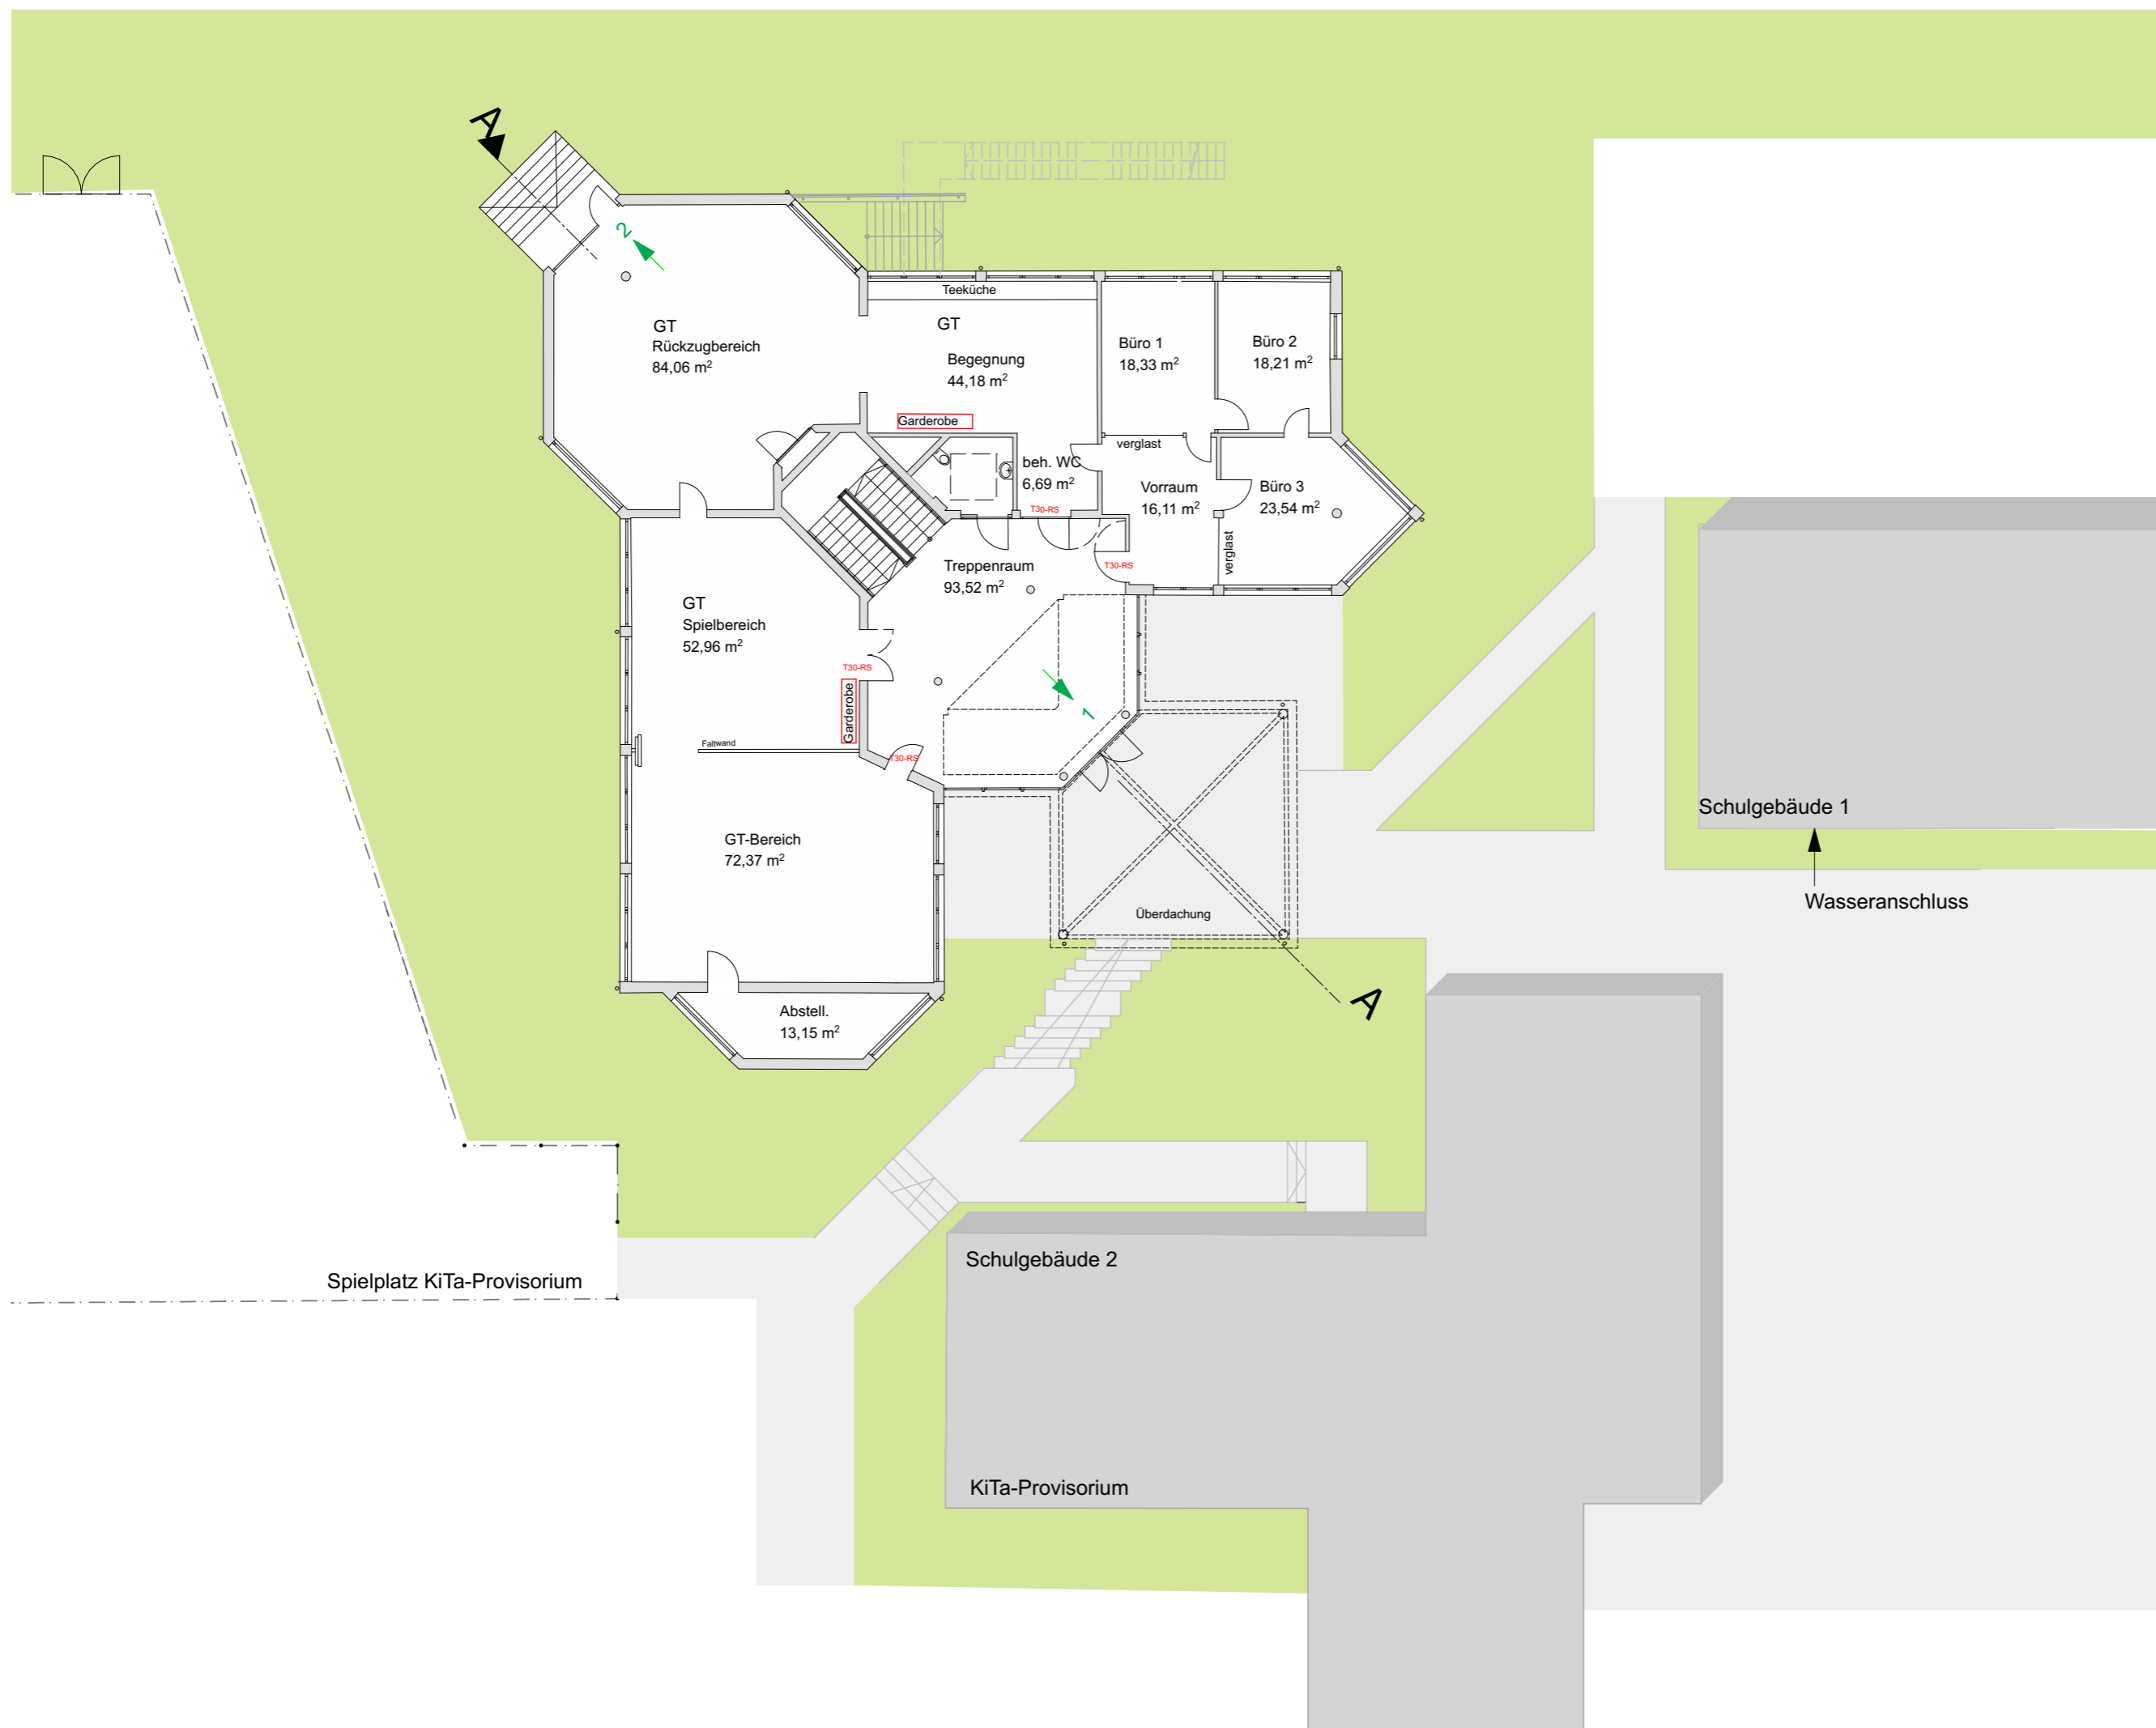 A
2
GT
Rückzugbereich
84,06 m²
Teeküche
GT
Begegnung
44,18 m²
Garderobe
Büro 1
18,33 m²
Büro 2
18,21 m²
verglast
beh. WC
6,69 m²
T30-RS
Vorraum
16,11 m²
Büro 3
23,54 m²
verglast
T30-RS
Treppenraum
93,52 m²
GT
Spielbereich
52,96 m²
T30-RS
Garderobe
1
Faltwand
T30-RS
GT-Bereich
72,37 m²
Überdachung
A
Abstell.
13,15 m²
Schulgebäude 1
Wasseranschluss
Spielplatz KiTa-Provisorium
Schulgebäude 2
KiTa-Provisorium